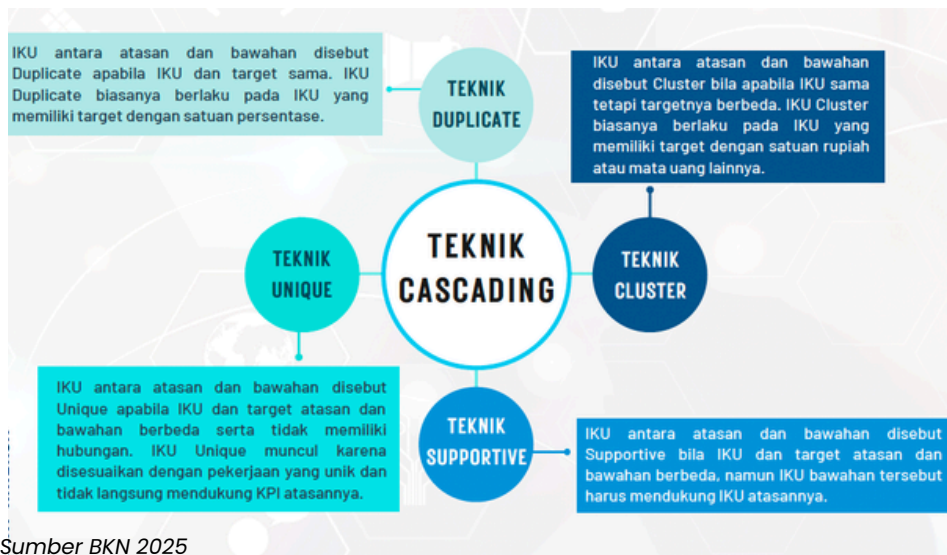 IKU antara atasan dan bawahan disebut
Duplicate apabila IKU dan target sama. IKU
Duplicate biasanya berlaku pada IKU yang
memiliki target dengan satuan persentase.
TEKNIK
DUPLICATE
IKU antara atasan dan bawahan
disebut Cluster bila apabila IKU sama
tetapi targetnya berbeda. IKU Cluster
biasanya berlaku pada IKU yang
memiliki target dengan satuan rupiah
atau mata uang lainnya.
TEKNIK
UNIQUE
TEKNIK
CASCADING
TEKNIK
CLUSTER
IKU antara atasan dan bawahan disebut
Unique apabila IKU dan target atasan dan
bawahan berbeda serta tidak memiliki
hubungan. IKU Unique muncul karena
disesuaikan dengan pekerjaan yang unik dan
tidak langsung mendukung KPI atasannya.
TEKNIK
SUPPORTIVE
IKU antara atasan dan bawahan disebut
Supportive bila IKU dan target atasan dan
bawahan berbeda, namun IKU bawahan tersebut
harus mendukung IKU atasannya.
Sumber BKN 2025